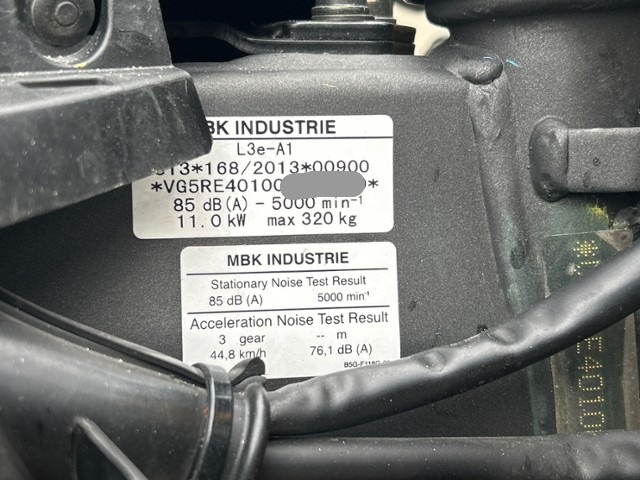 MBK INDUSTRIE
L3e-A1
*168/2013*00900
*VG5RE40100 *
85 dB(A) - 5000 min⁻¹
11.0 kW max 320 kg
MBK INDUSTRIE
Stationary Noise Test Result
85 dB (A) 5000 min⁻¹
Acceleration Noise Test Result
3 gear -- m
44,8 km/h 76,1 dB (A)
E4010